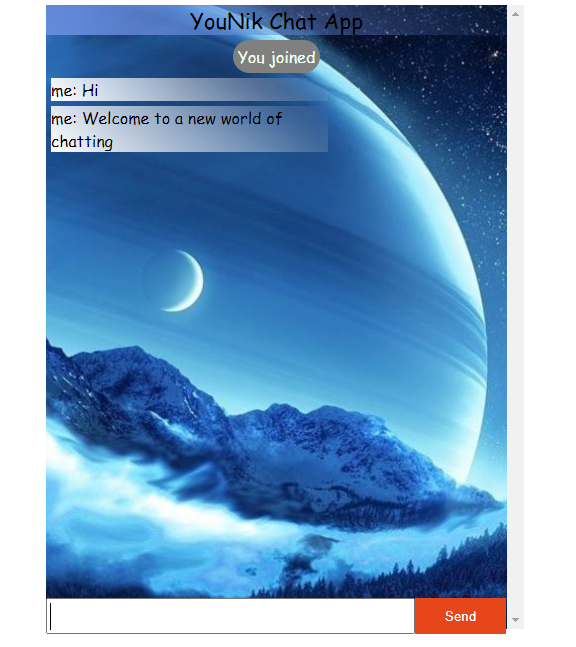 YouNik Chat App
You joined
me: Hi
me: Welcome to a new world of
chatting
Send